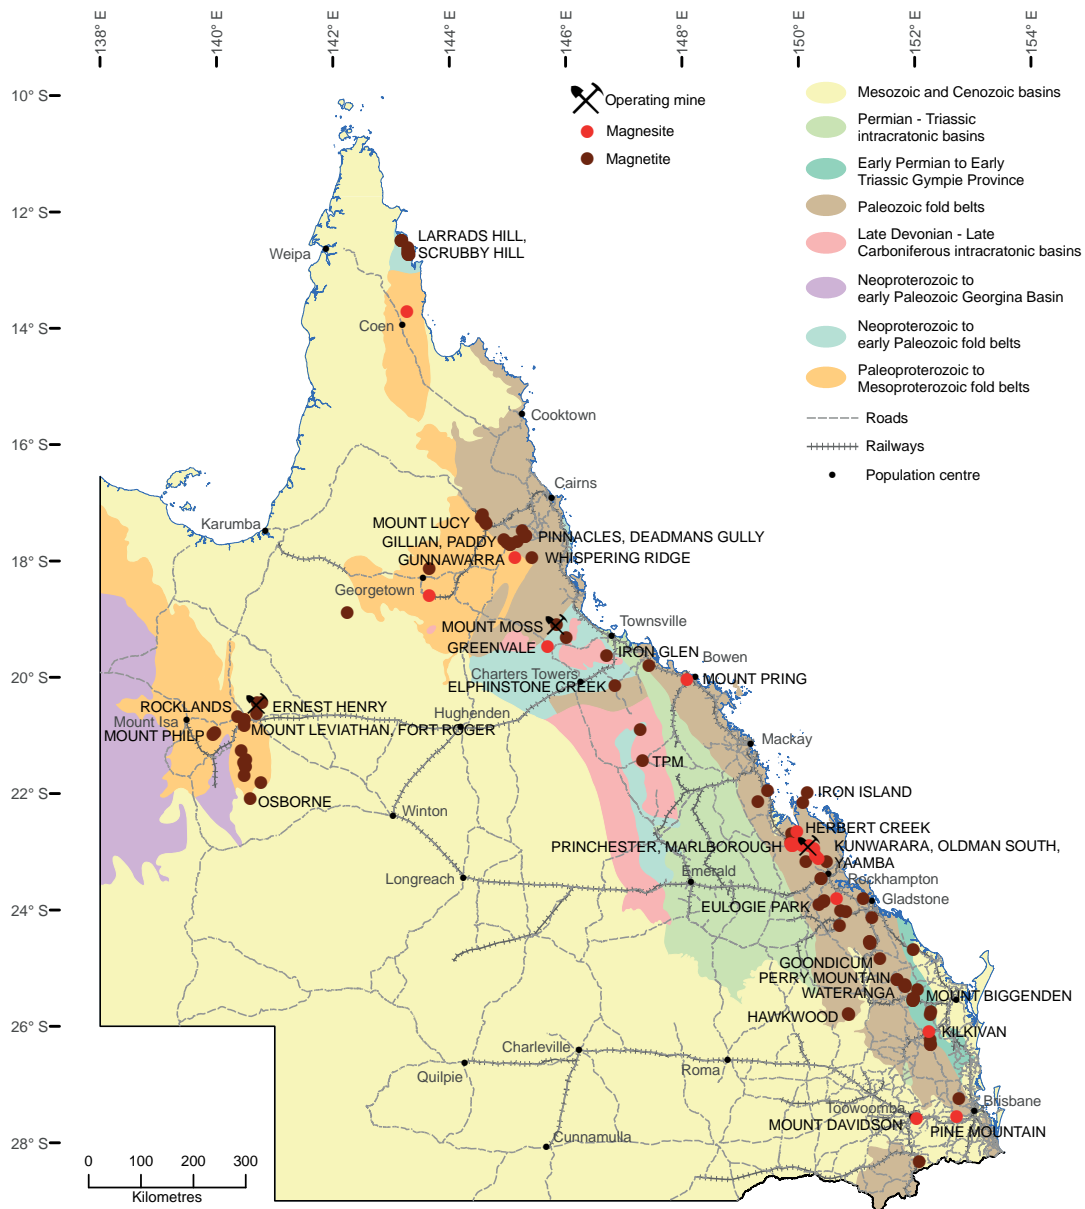 138° E
140° E
142° E
144° E
146° E
148° E
150° E
152° E
154° E
10° S
12° S
14° S
16° S
18° S
20° S
22° S
24° S
26° S
28° S
Operating mine
Magnesite
Magnetite
Mesozoic and Cenozoic basins
Permian - Triassic
intracratonic basins
Early Permian to Early
Triassic Gympie Province
Paleozoic fold belts
Late Devonian - Late
Carboniferous intracratonic basins
Neoproterozoic to
early Paleozoic Georgina Basin
Neoproterozoic to
early Paleozoic fold belts
Paleoproterozoic to
Mesoproterozoic fold belts
Roads
Railways
Population centre
LARRADS HILL,
SCRUBBY HILL
Weipa
Coen
Cooktown
Cairns
Karumba
MOUNT LUCY
GILLIAN, PADDY
GUNNAWARRA
PINNACLES, DEADMANS GULLY
WHISPERING RIDGE
Georgetown
MOUNT MOSS
Townsville
GREENVALE
IRON GLEN
Bowen
Charters Towers
ELPHINSTONE CREEK
MOUNT PRING
ROCKLANDS
ERNEST HENRY
Hughenden
Mount Isa
MOUNT LEVIATHAN, FORT ROGER
MOUNT PHILP
Mackay
TPM
OSBORNE
IRON ISLAND
Winton
HERBERT CREEK
PRINCHESTER, MARLBOROUGH
KUNWARARA, OLDMAN SOUTH,
YAAMBA
Longreach
Emerald
Rockhampton
EULOGIE PARK
Gladstone
GOONDICUM
PERRY MOUNTAIN
WATERANGA
MOUNT BIGGENDEN
HAWKWOOD
KILKIVAN
Charleville
Quilpie
Roma
Toowoomba
Brisbane
MOUNT DAVIDSON
PINE MOUNTAIN
Cunnamulla
0 100 200 300
Kilometres